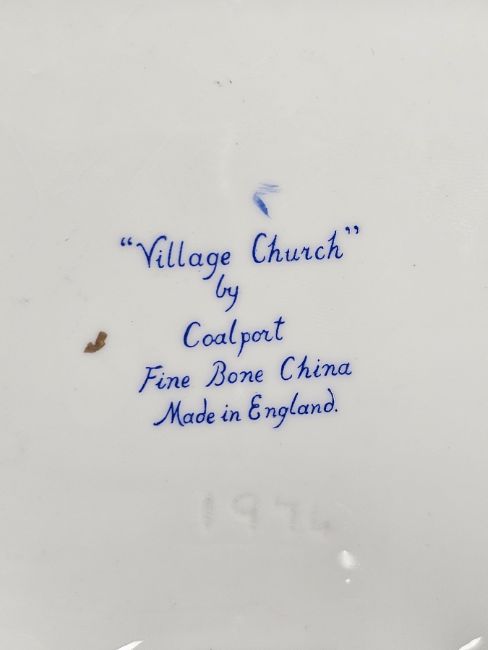 “Village Church”
by
Coalport
Fine Bone China
Made in England.